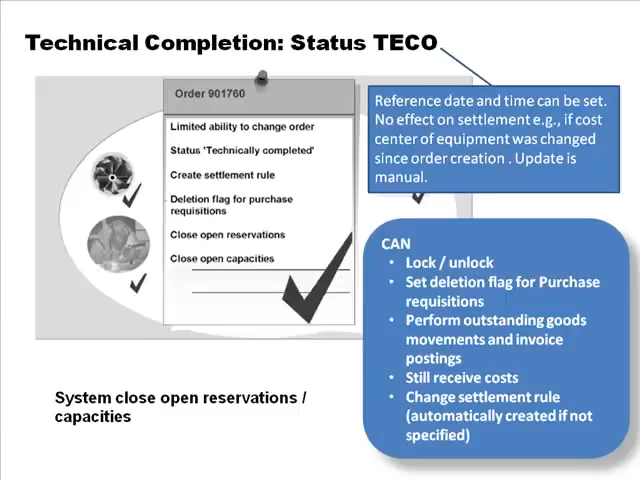 Technical Completion: Status TECO
Order 901760
Limited ability to change order
Status 'Technically completed'
Create settlement rule
Deletion flag for purchase
requisitions
Close open reservations
Close open capacities
Reference date and time can be set.
No effect on settlement e.g., if cost
center of equipment was changed
since order creation . Update is
manual.
CAN
• Lock / unlock
• Set deletion flag for Purchase
requisitions
• Perform outstanding goods
movements and invoice
postings
• Still receive costs
• Change settlement rule
(automatically created if not
specified)
System close open reservations /
capacities